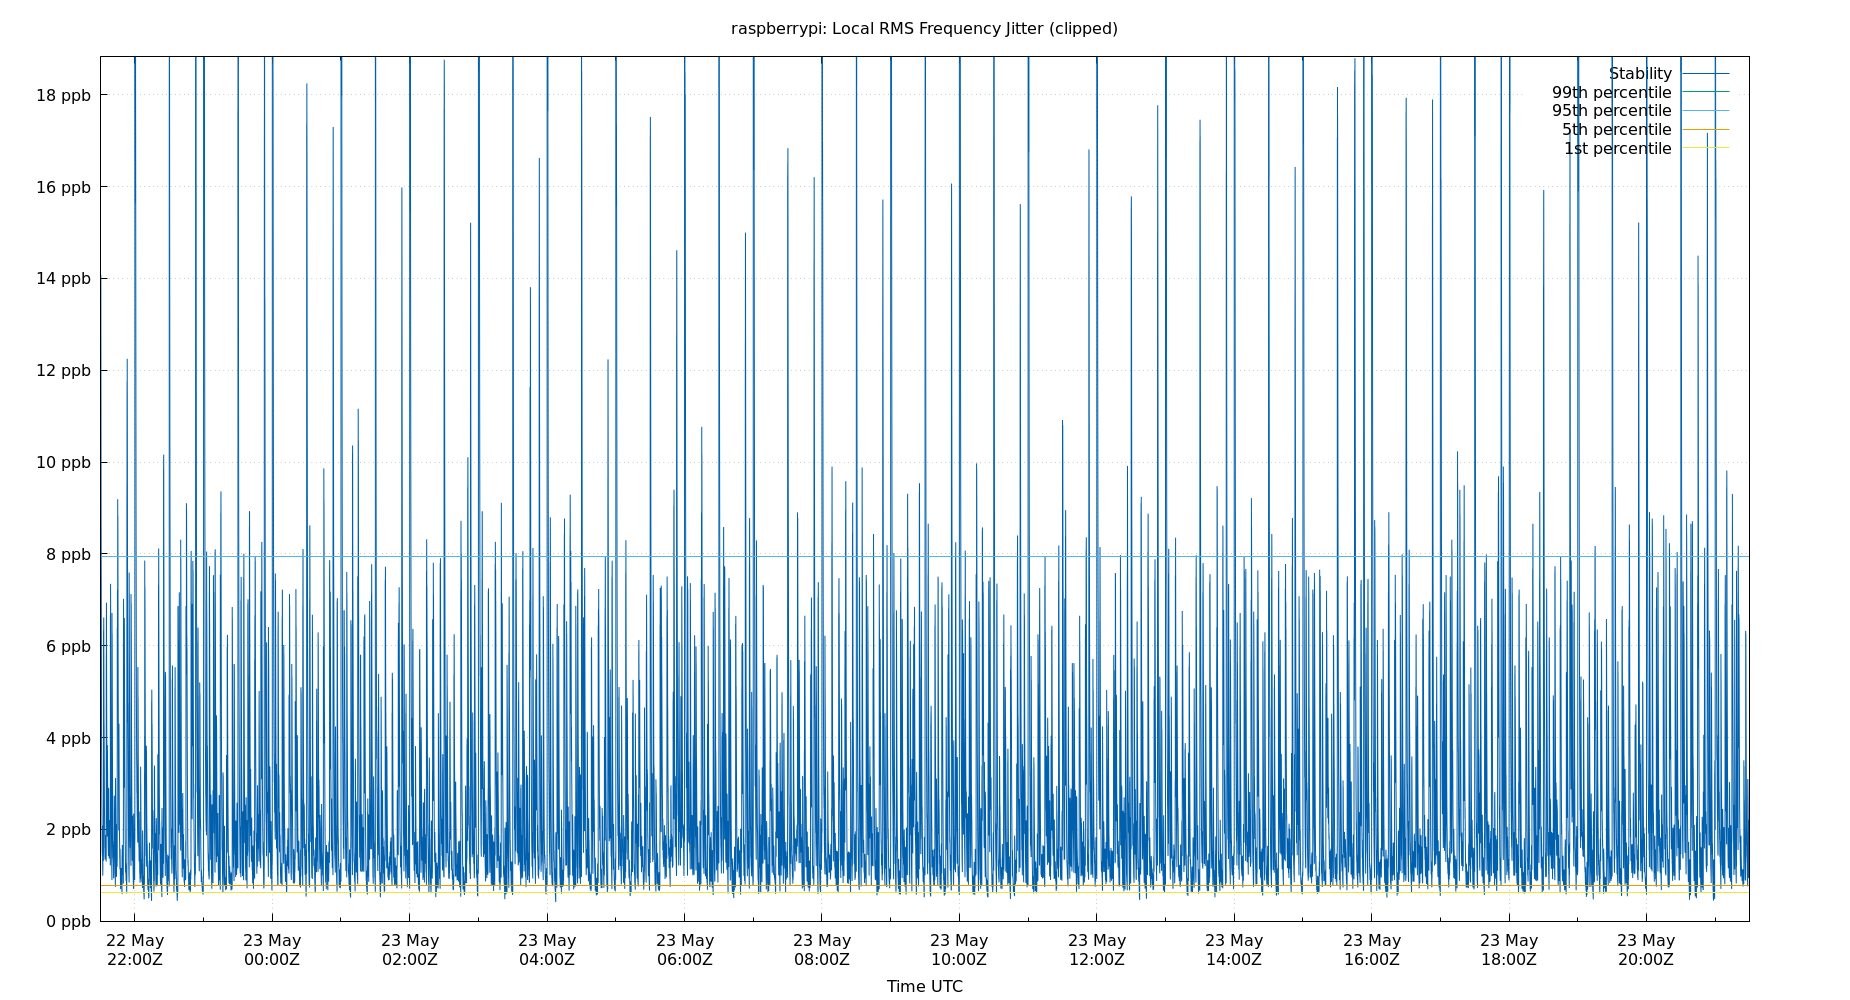 raspberrypi: Local RMS Frequency Jitter (clipped)
Stability
99th percentile
95th percentile
5th percentile
1st percentile
18 ppb
16 ppb
14 ppb
12 ppb
10 ppb
8 ppb
6 ppb
4 ppb
2 ppb
0 ppb
22 May 23 May 23 May 23 May 23 May 23 May 23 May 23 May 23 May 23 May 23 May 23 May
22:00Z 00:00Z 02:00Z 04:00Z 06:00Z 08:00Z 10:00Z 12:00Z 14:00Z 16:00Z 18:00Z 20:00Z
Time UTC